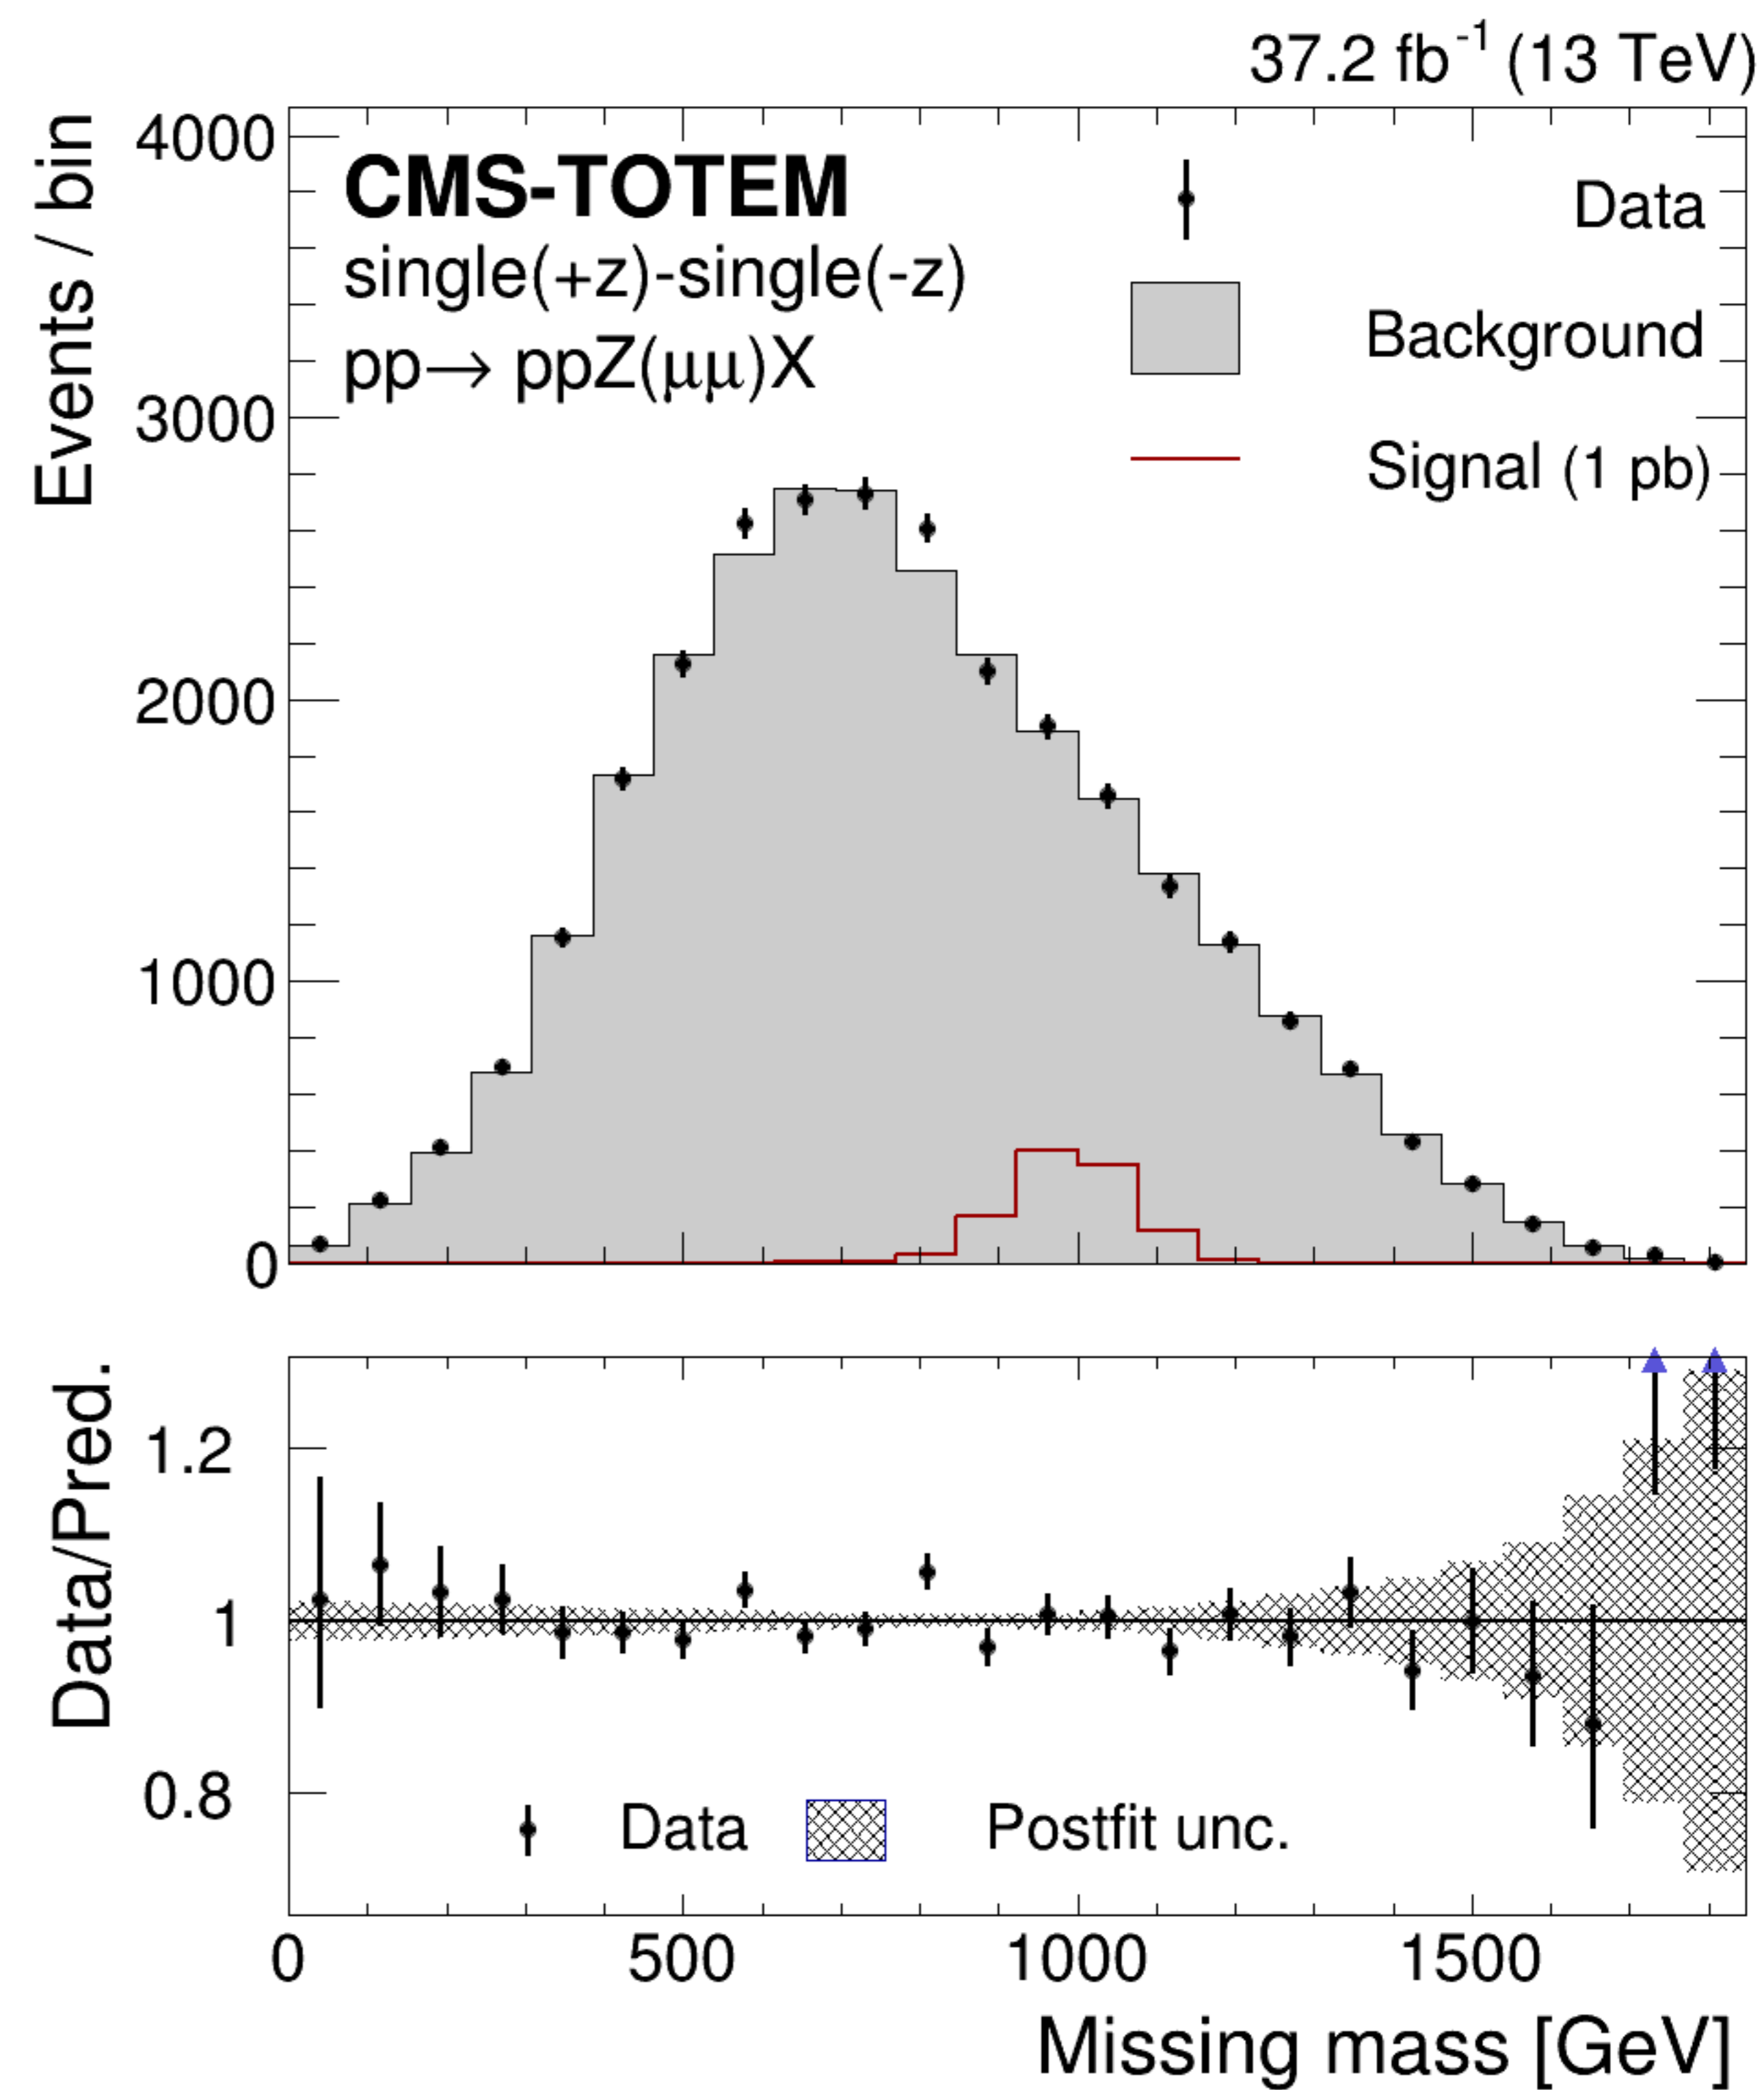 37.2 fb⁻¹ (13 TeV)
Events / bin
4000
3000
2000
1000
0
CMS-TOTEM
single(+z)-single(-z)
pp→ ppZ(μμ)X
Data
Background
Signal (1 pb)
Data/Pred.
1.2
1
0.8
Data
Postfit unc.
0 500 1000 1500
Missing mass [GeV]